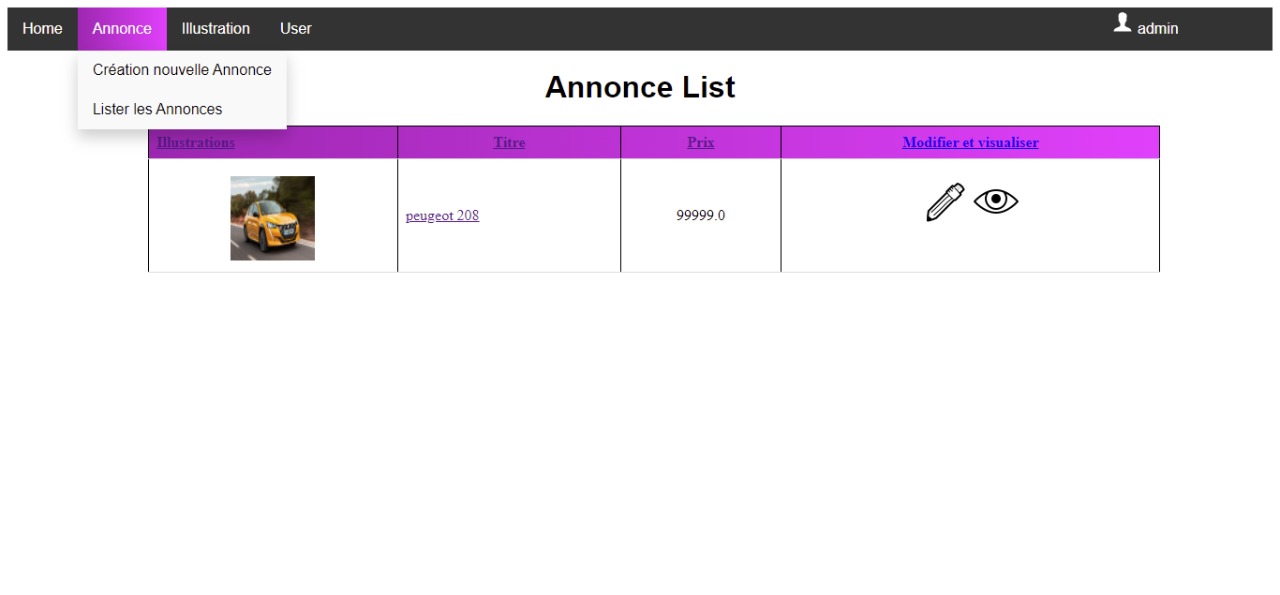 Home Annonce Illustration User admin
Création nouvelle Annonce
Lister les Annonces
Annonce List
Illustrations Titre Prix Modifier et visualiser
peugeot 208 99999.0